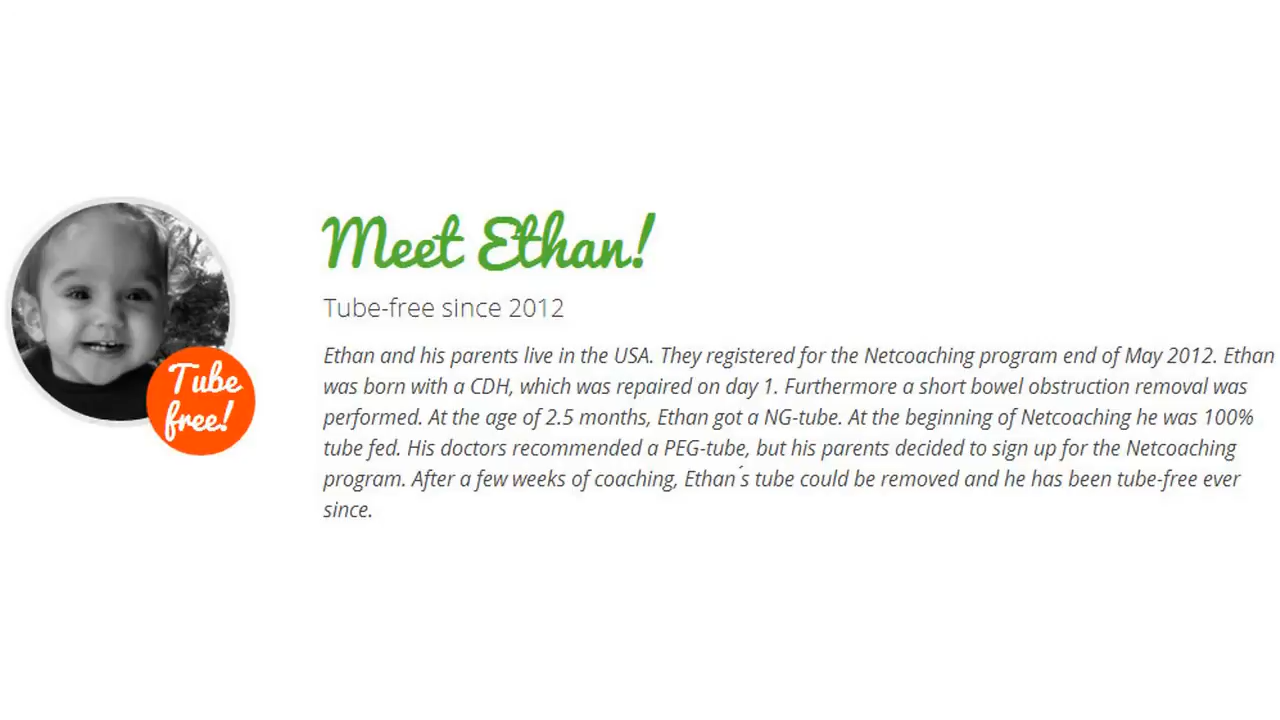 Meet Ethan!
Tube-free since 2012
Ethan and his parents live in the USA. They registered for the Netcoaching program end of May 2012. Ethan
was born with a CDH, which was repaired on day 1. Furthermore a short bowel obstruction removal was
performed. At the age of 2.5 months, Ethan got a NG-tube. At the beginning of Netcoaching he was 100%
tube fed. His doctors recommended a PEG-tube, but his parents decided to sign up for the Netcoaching
program. After a few weeks of coaching, Ethan´s tube could be removed and he has been tube-free ever
since.
Tube
free!